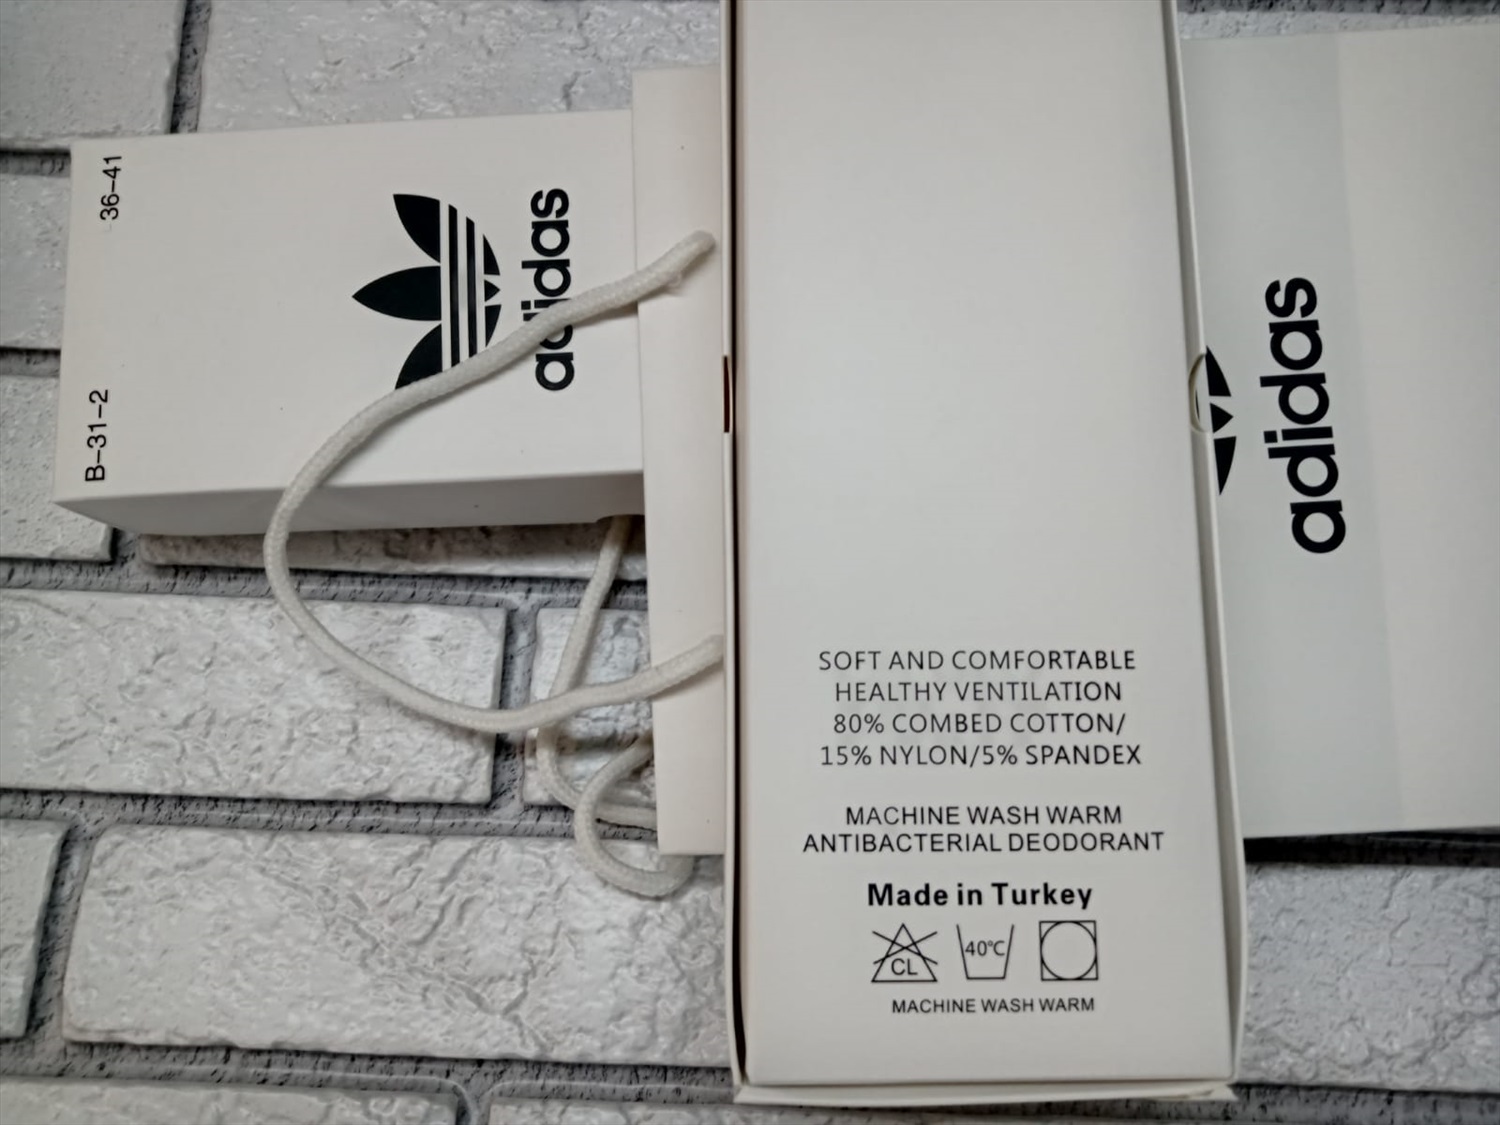 36-41
B-31-2
adidas
SOFT AND COMFORTABLE
HEALTHY VENTILATION
80% COMBED COTTON/
15% NYLON/5% SPANDEX
MACHINE WASH WARM
ANTIBACTERIAL DEODORANT
Made in Turkey
CL 40°C
MACHINE WASH WARM
adidas